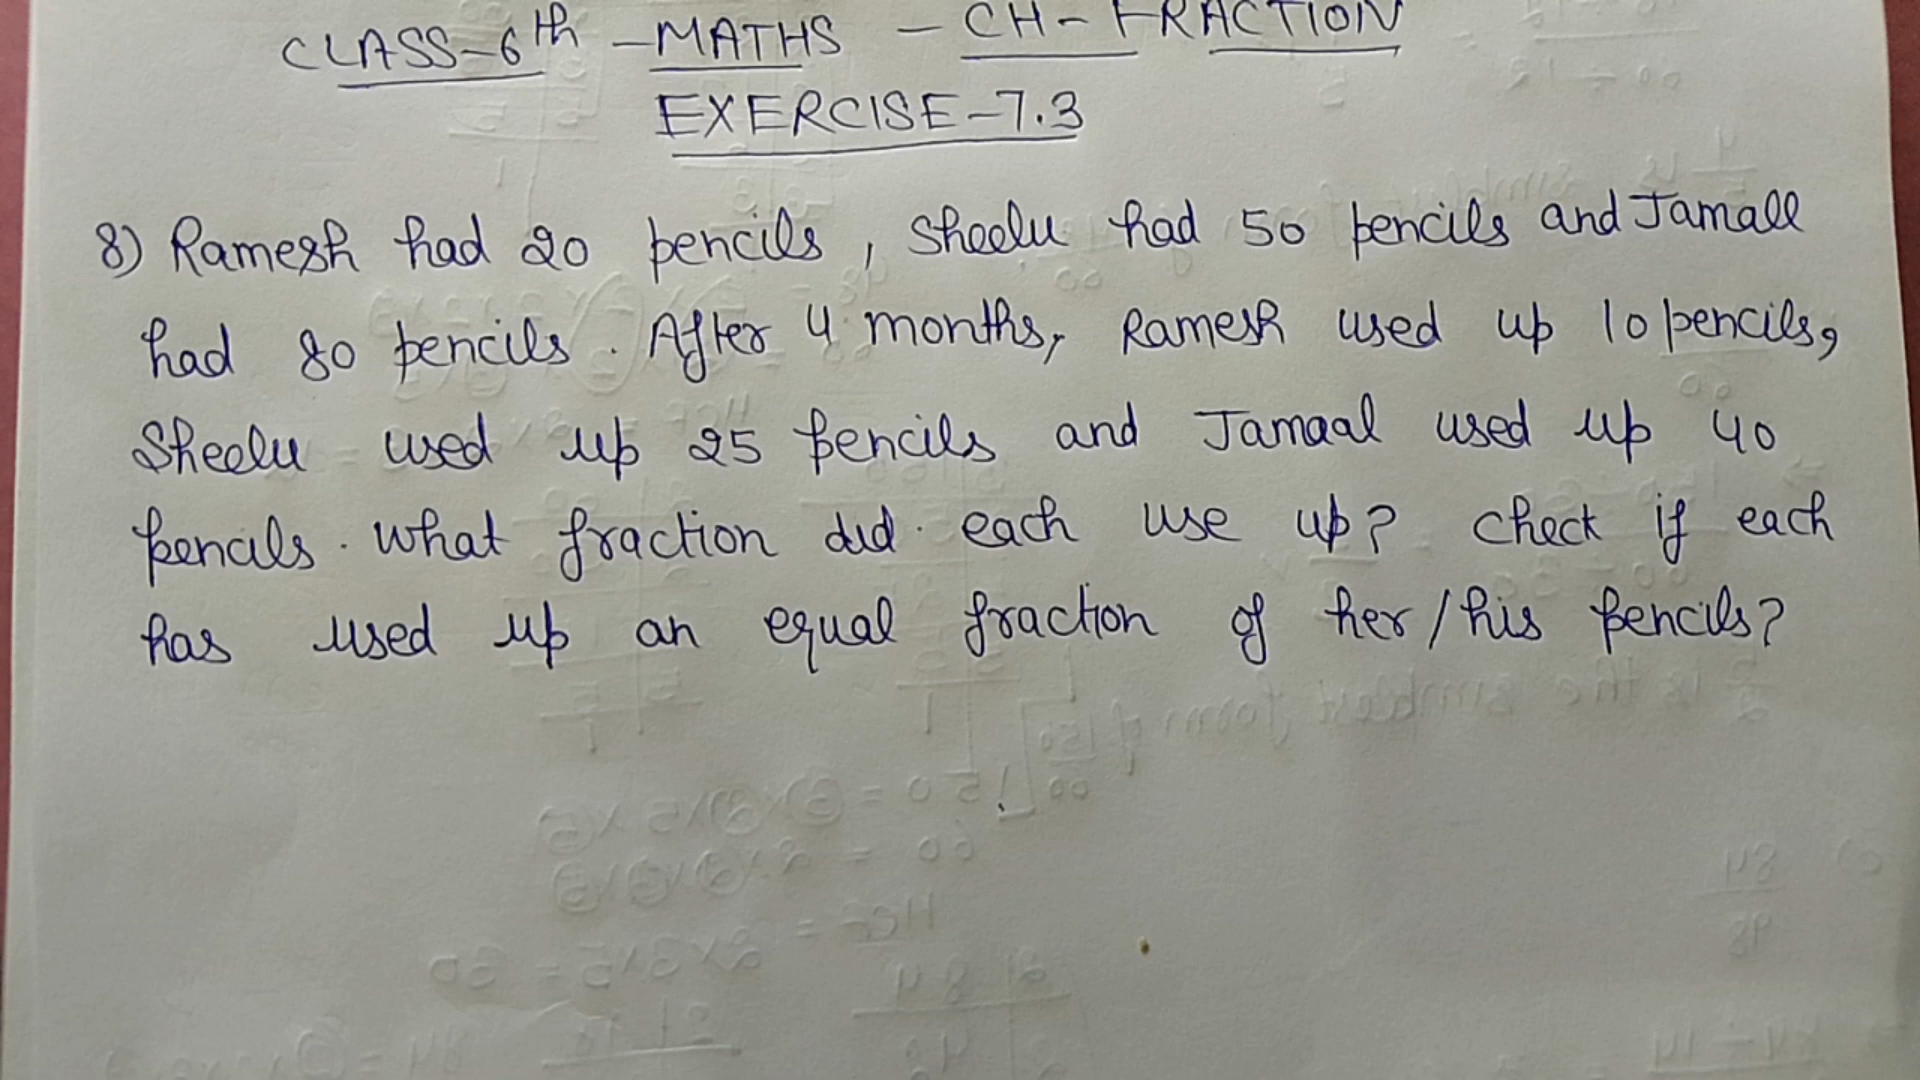 CLASS-6th - MATHS - CH - FRACTION
EXERCISE-7.3
8) Ramesh had 20 pencils, Sheelu had 50 pencils and Jamall
had 80 pencils. After 4 months, Ramesh used up 10 pencils,
Sheelu used up 25 pencils and Jamaal used up 40
pencils. What fraction did each use up? Check if each
has used up an equal fraction of her/his pencils?